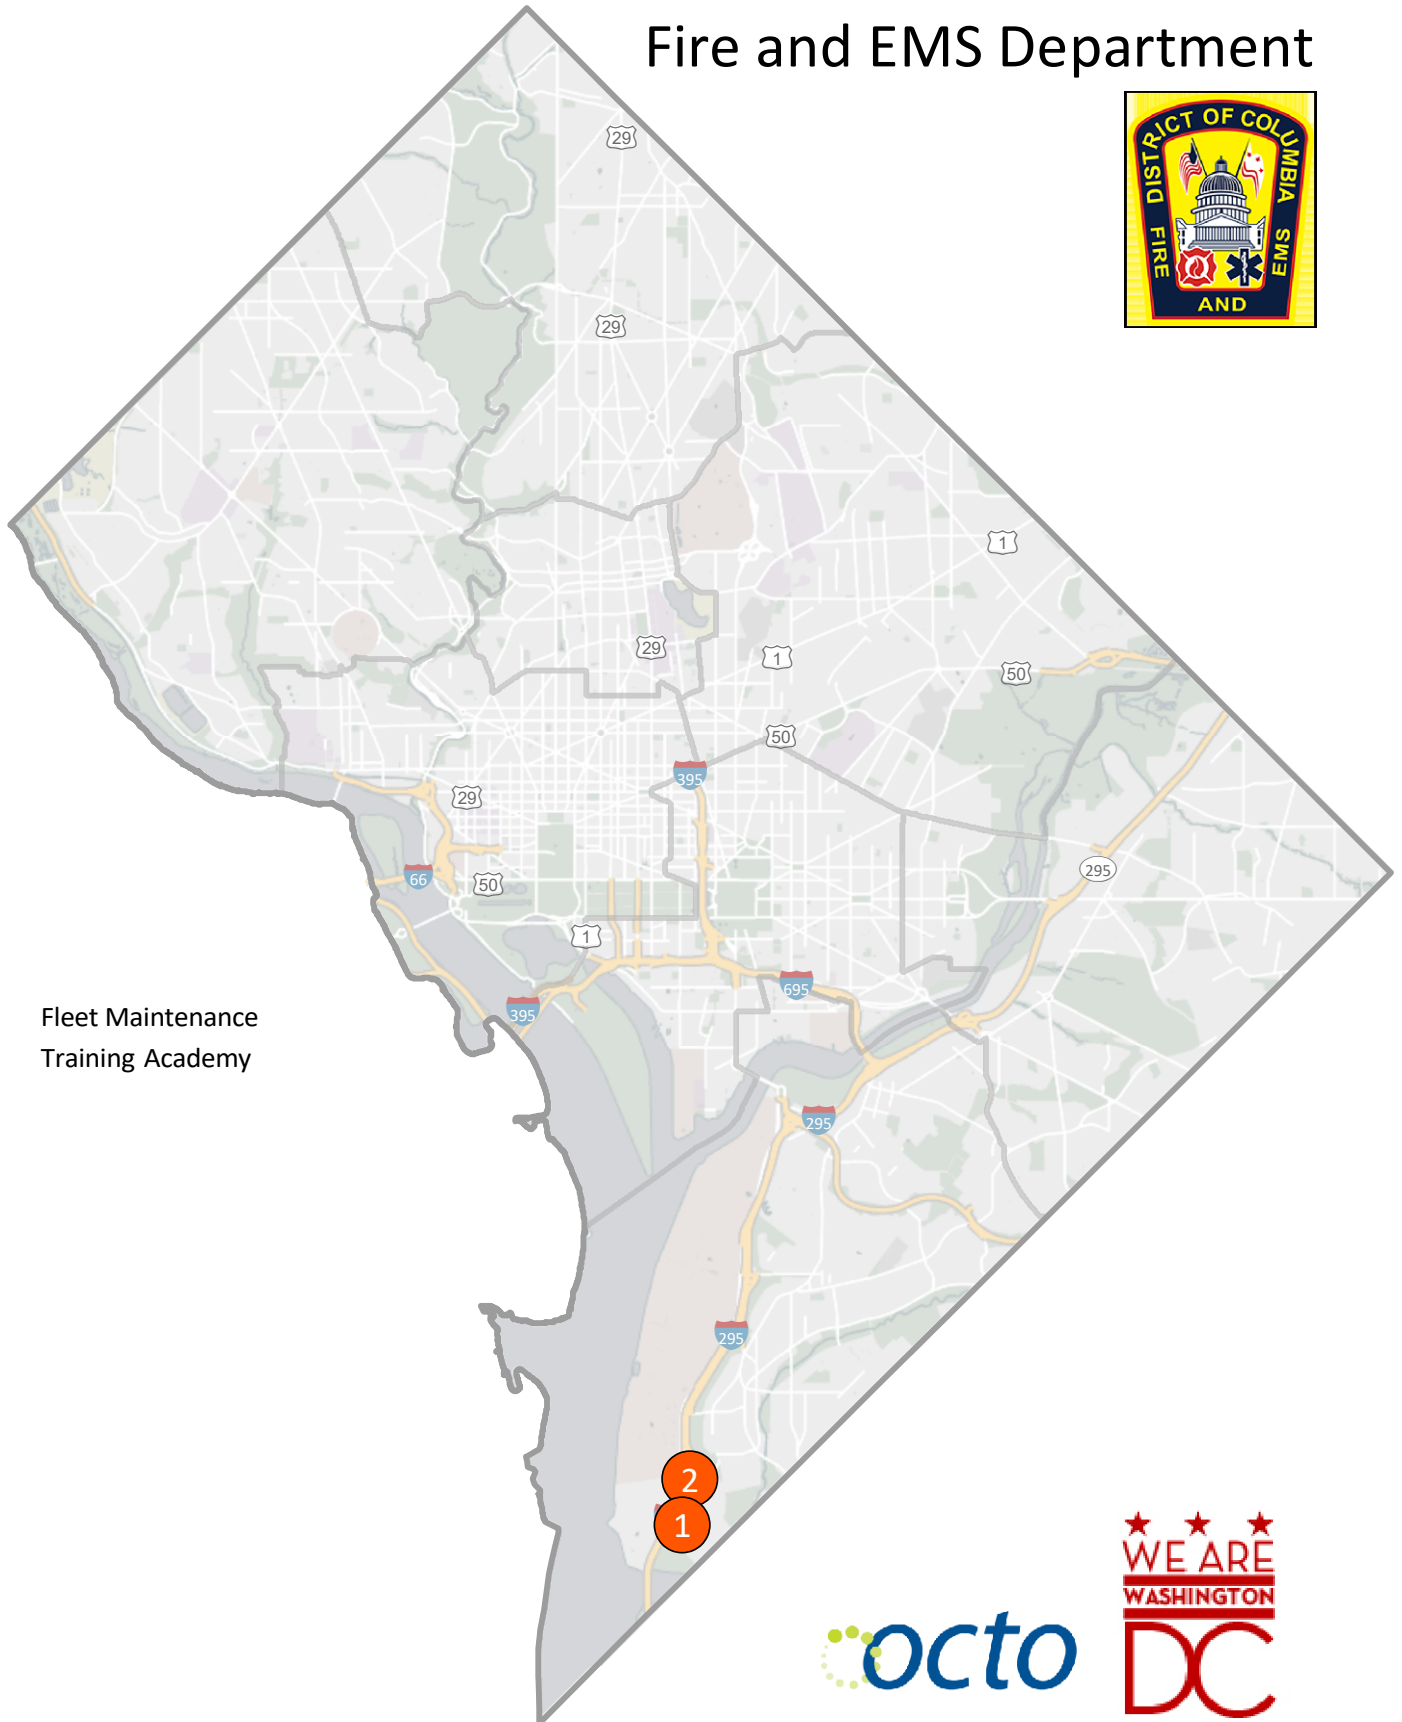 Fire and EMS Department
DISTRICT OF COLUMBIA
FIRE
EMS
AND
29
29
1
29
1
50
50
395
29
295
66
50
1
695
395
Fleet Maintenance
Training Academy
295
295
2
1
WE ARE
WASHINGTON
DC
octo